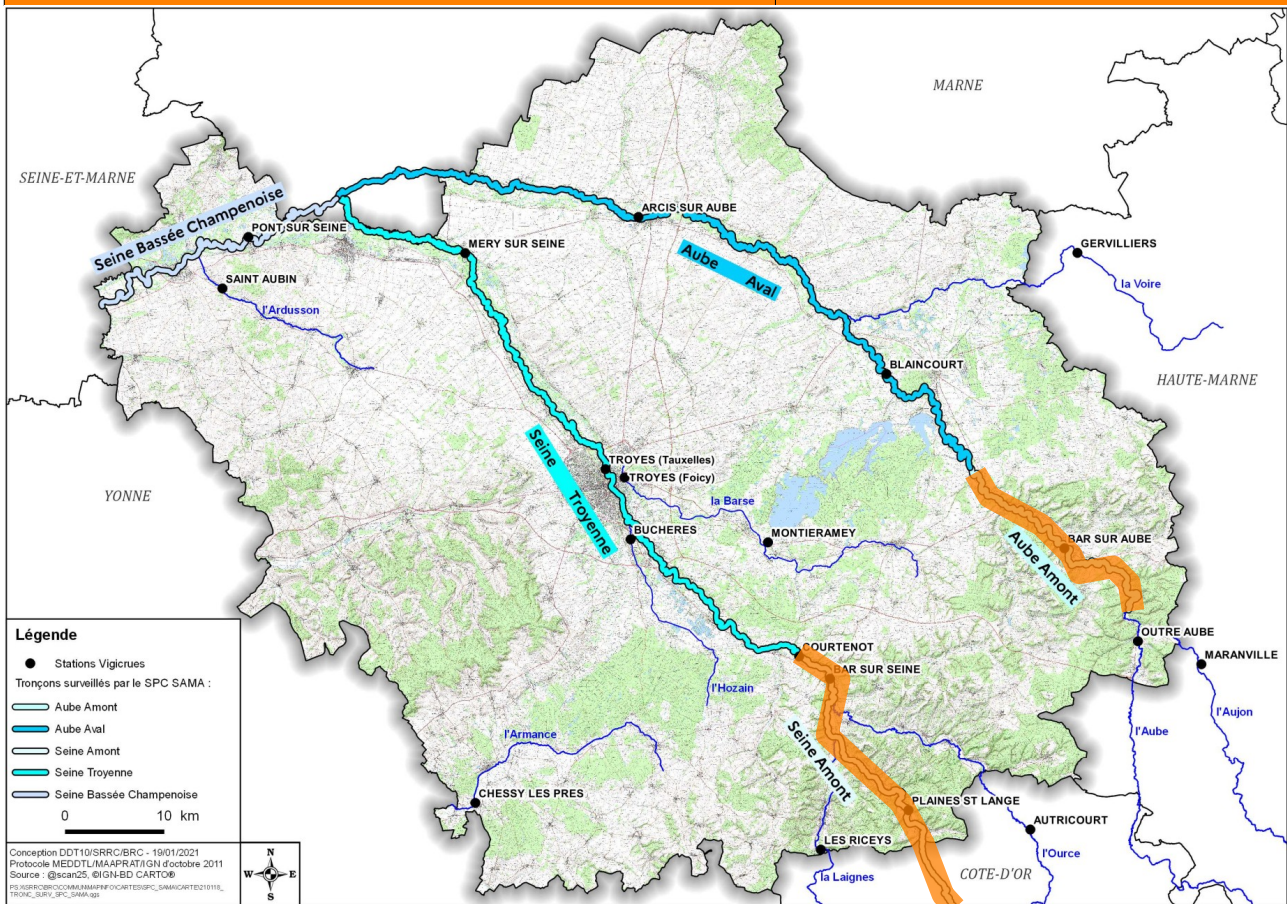 MARNE
SEINE-ET-MARNE
Seine Bassée Champenoise
PONT SUR SEINE
ARCIS SUR AUBE
MERY SUR SEINE
GERVILLIERS
Aube Aval
SAINT AUBIN
la Voire
l'Ardusson
BLAINCOURT
HAUTE-MARNE
Seine Troyenne
TROYES (Tauxelles)
TROYES (Foicy)
YONNE
la Barse
BUCHERES
MONTIERAMEY
BAR SUR AUBE
Aube Amont
OUTRE AUBE
MARANVILLE
COURTENOT
BAR SUR SEINE
l'Hozain
l'Aujon
l'Armance
l'Aube
Seine Amont
CHESSY LES PRES
PLAINES ST LANGE
AUTRICOURT
LES RICEYS
l'Ource
la Laignes
COTE-D'OR
Légende
Stations Vigicrues
Tronçons surveillés par le SPC SAMA :
Aube Amont
Aube Aval
Seine Amont
Seine Troyenne
Seine Bassée Champenoise
0 10 km
Conception DDT10/SRRC/BRC - 19/01/2021
Protocole MEDDTL/MAAPRAT/IGN d'octobre 2011
Source : @scan25, ©IGN-BD CARTO®
N
W E
S